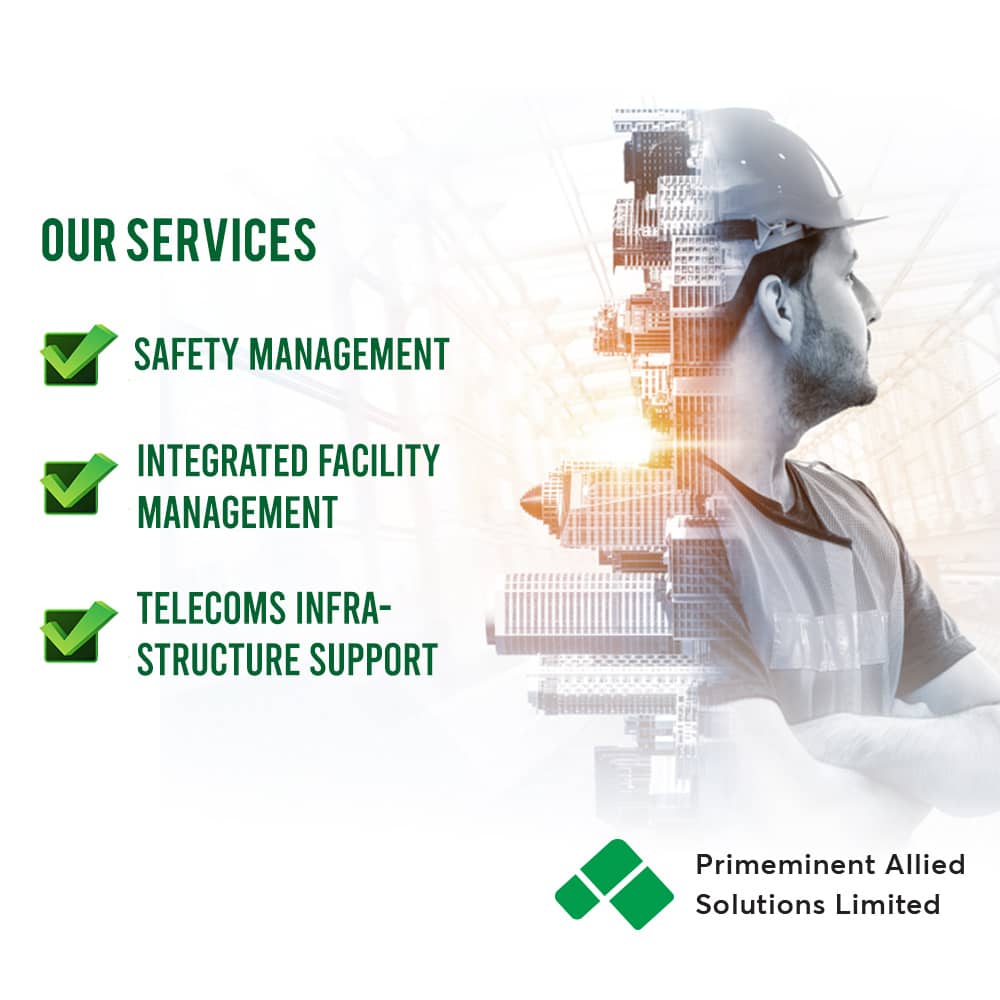 OUR SERVICES
SAFETY MANAGEMENT
INTEGRATED FACILITY
MANAGEMENT
TELECOMS INFRA-
STRUCTURE SUPPORT
Primeminent Allied
Solutions Limited